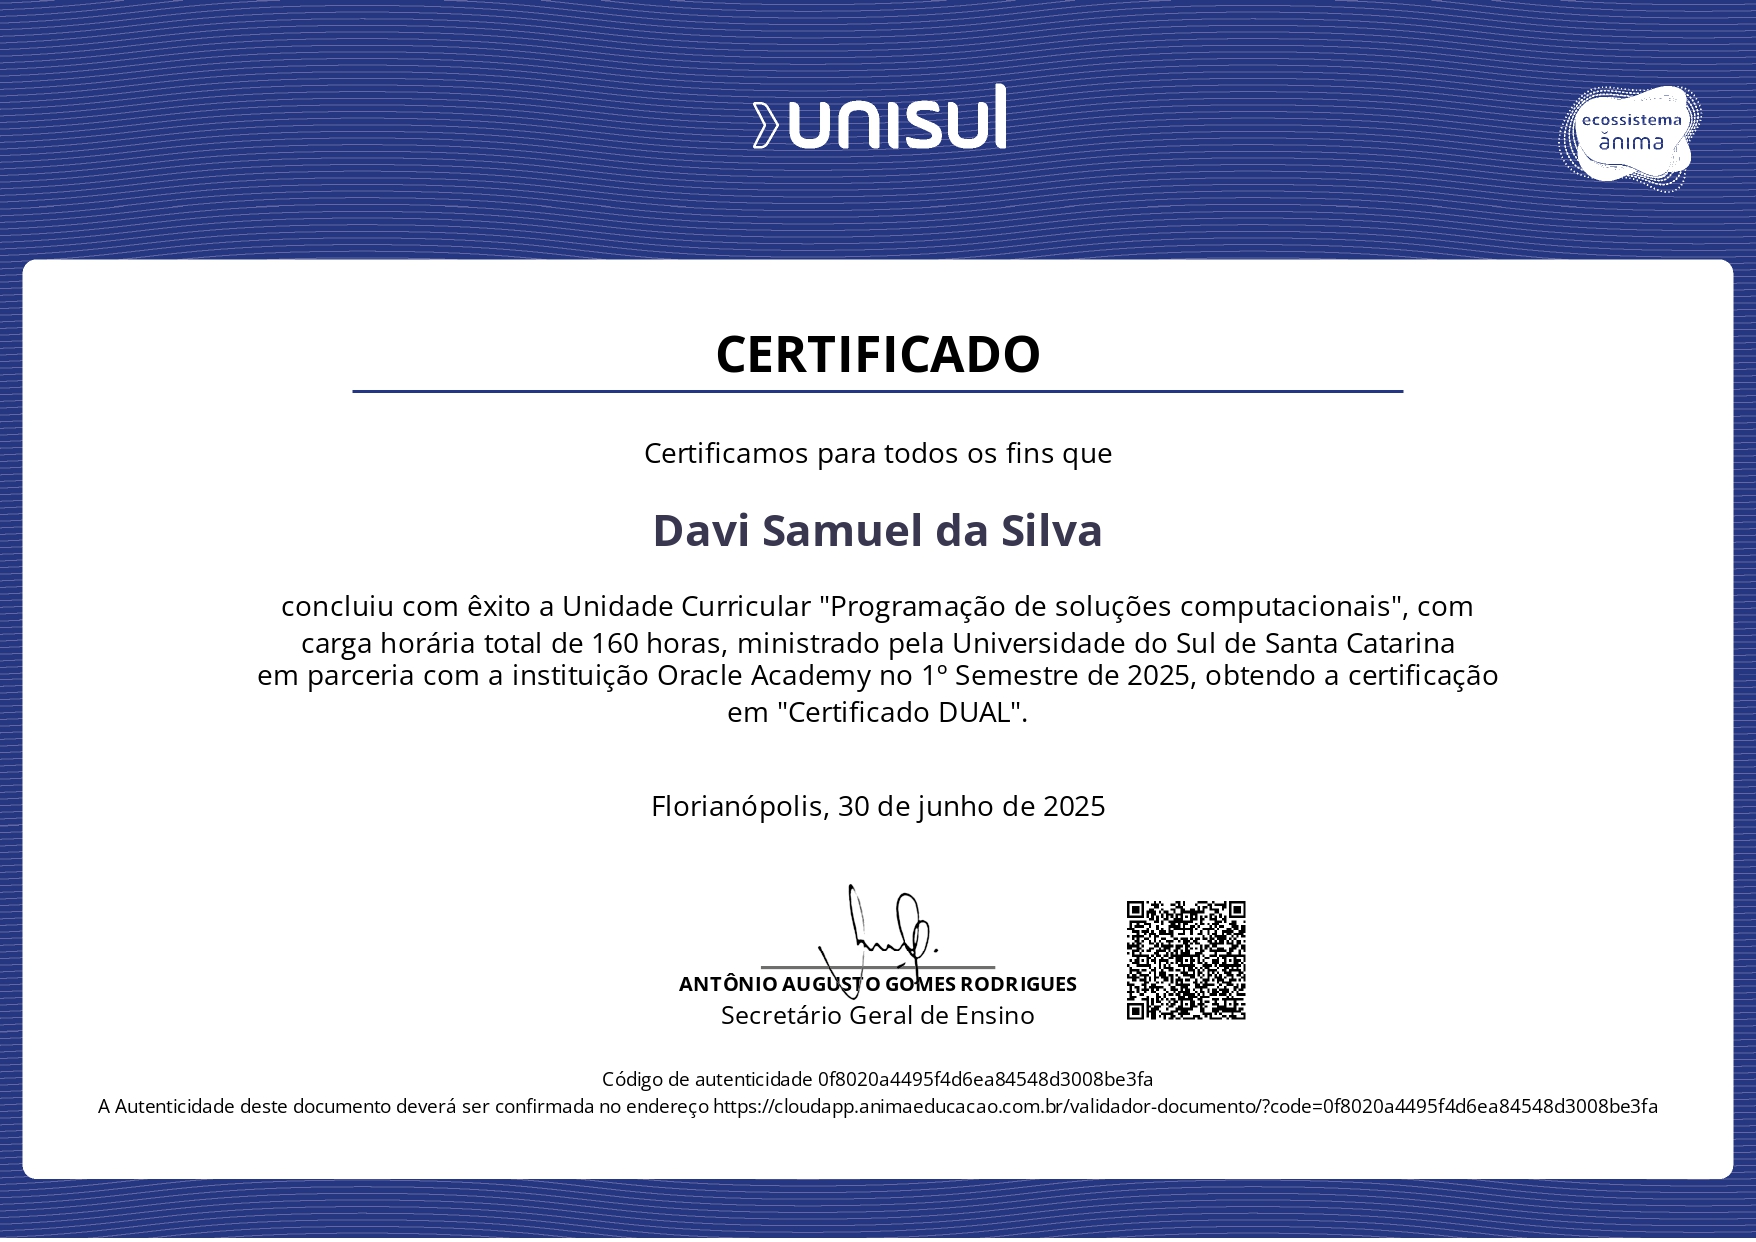 unisul
ecossistema
ănima
CERTIFICADO
Certificamos para todos os fins que
Davi Samuel da Silva
concluiu com êxito a Unidade Curricular "Programação de soluções computacionais", com
carga horária total de 160 horas, ministrado pela Universidade do Sul de Santa Catarina
em parceria com a instituição Oracle Academy no 1º Semestre de 2025, obtendo a certificação
em "Certificado DUAL".
Florianópolis, 30 de junho de 2025
ANTÔNIO AUGUSTO GOMES RODRIGUES
Secretário Geral de Ensino
Código de autenticidade 0f8020a4495f4d6ea84548d3008be3fa
A Autenticidade deste documento deverá ser confirmada no endereço https://cloudapp.animaeducacao.com.br/validador-documento/?code=0f8020a4495f4d6ea84548d3008be3fa